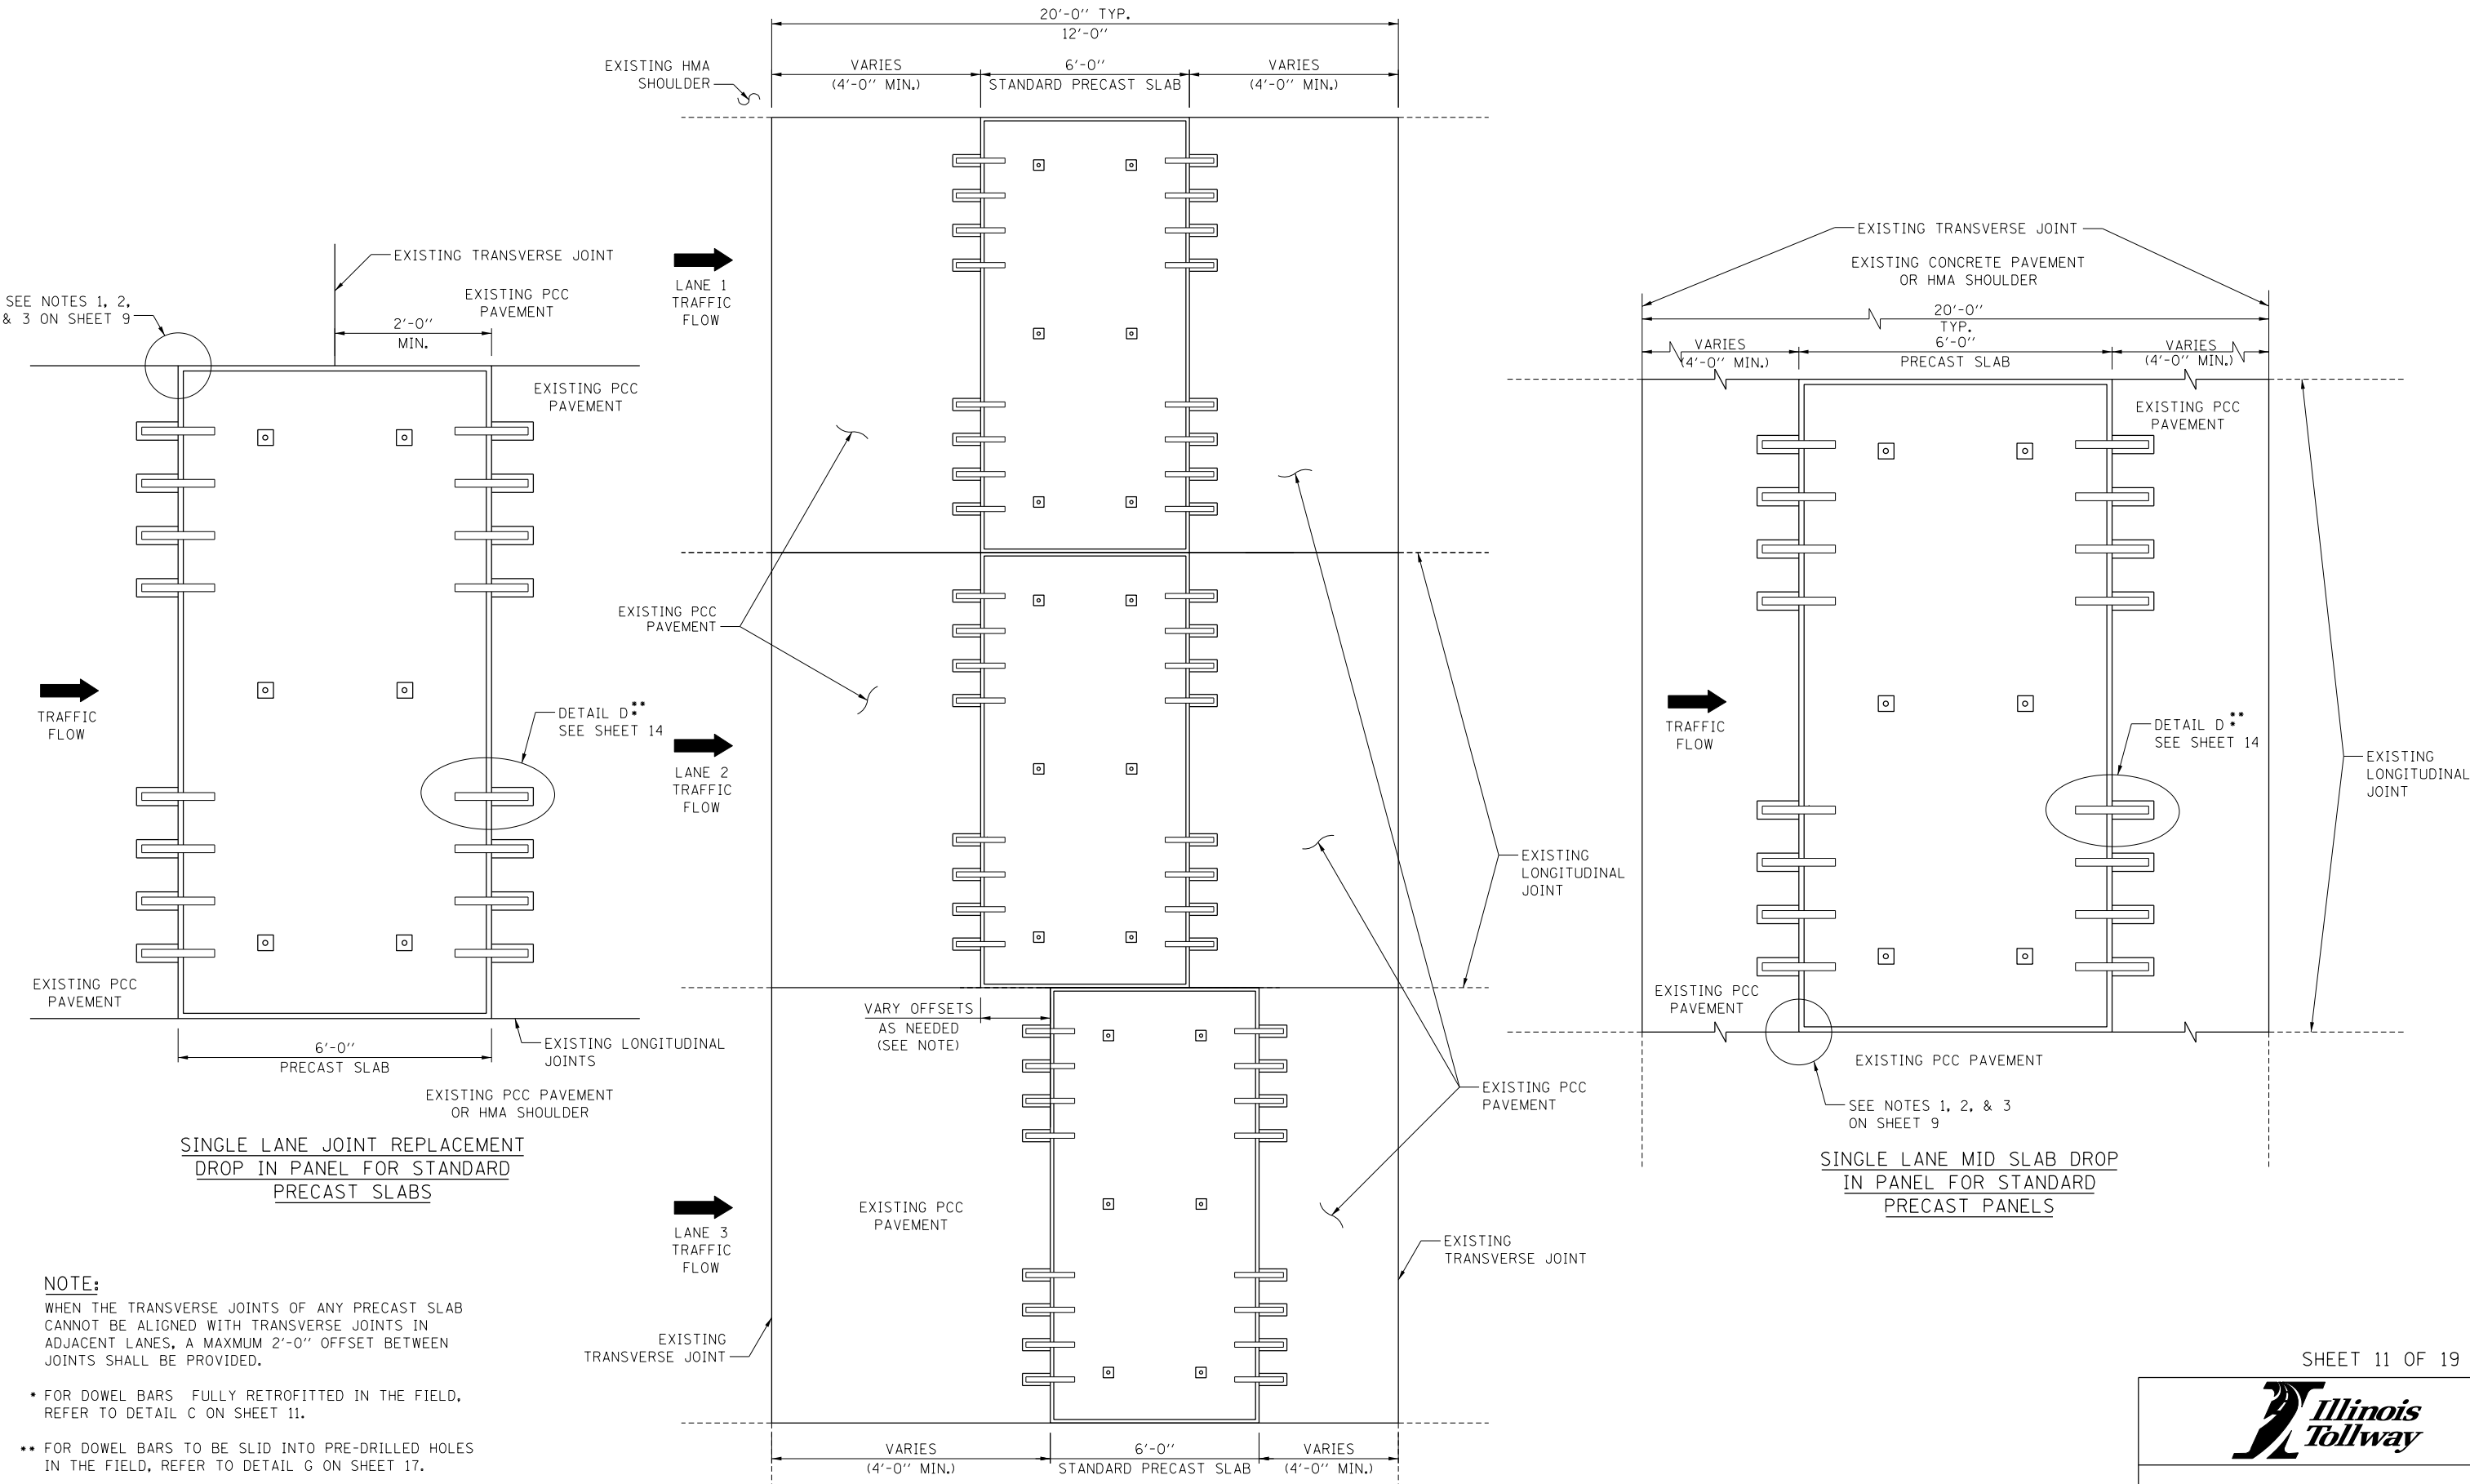 20'-0'' TYP.
12'-0''
EXISTING HMA
SHOULDER
VARIES
(4'-0'' MIN.)
6'-0''
STANDARD PRECAST SLAB
VARIES
(4'-0'' MIN.)
EXISTING TRANSVERSE JOINT
EXISTING PCC
PAVEMENT
SEE NOTES 1, 2,
& 3 ON SHEET 9
2'-0''
MIN.
EXISTING PCC
PAVEMENT
TRAFFIC
FLOW
DETAIL D***
SEE SHEET 14
EXISTING PCC
PAVEMENT
6'-0''
PRECAST SLAB
EXISTING LONGITUDINAL
JOINTS
EXISTING PCC PAVEMENT
OR HMA SHOULDER
SINGLE LANE JOINT REPLACEMENT
DROP IN PANEL FOR STANDARD
PRECAST SLABS
LANE 1
TRAFFIC
FLOW
EXISTING PCC
PAVEMENT
LANE 2
TRAFFIC
FLOW
EXISTING
LONGITUDINAL
JOINT
VARY OFFSETS
AS NEEDED
(SEE NOTE)
EXISTING PCC
PAVEMENT
LANE 3
TRAFFIC
FLOW
EXISTING PCC
PAVEMENT
EXISTING
TRANSVERSE JOINT
EXISTING
TRANSVERSE JOINT
VARIES
(4'-0'' MIN.)
6'-0''
STANDARD PRECAST SLAB
VARIES
(4'-0'' MIN.)
EXISTING TRANSVERSE JOINT
EXISTING CONCRETE PAVEMENT
OR HMA SHOULDER
20'-0''
TYP.
VARIES
(4'-0'' MIN.)
6'-0''
PRECAST SLAB
VARIES
(4'-0'' MIN.)
EXISTING PCC
PAVEMENT
TRAFFIC
FLOW
DETAIL D***
SEE SHEET 14
EXISTING
LONGITUDINAL
JOINT
EXISTING PCC
PAVEMENT
EXISTING PCC PAVEMENT
SEE NOTES 1, 2, & 3
ON SHEET 9
SINGLE LANE MID SLAB DROP
IN PANEL FOR STANDARD
PRECAST PANELS
NOTE:
WHEN THE TRANSVERSE JOINTS OF ANY PRECAST SLAB
CANNOT BE ALIGNED WITH TRANSVERSE JOINTS IN
ADJACENT LANES, A MAXMUM 2'-0'' OFFSET BETWEEN
JOINTS SHALL BE PROVIDED.
* FOR DOWEL BARS FULLY RETROFITTED IN THE FIELD,
REFER TO DETAIL C ON SHEET 11.
** FOR DOWEL BARS TO BE SLID INTO PRE-DRILLED HOLES
IN THE FIELD, REFER TO DETAIL G ON SHEET 17.
SHEET 11 OF 19
Illinois
Tollway